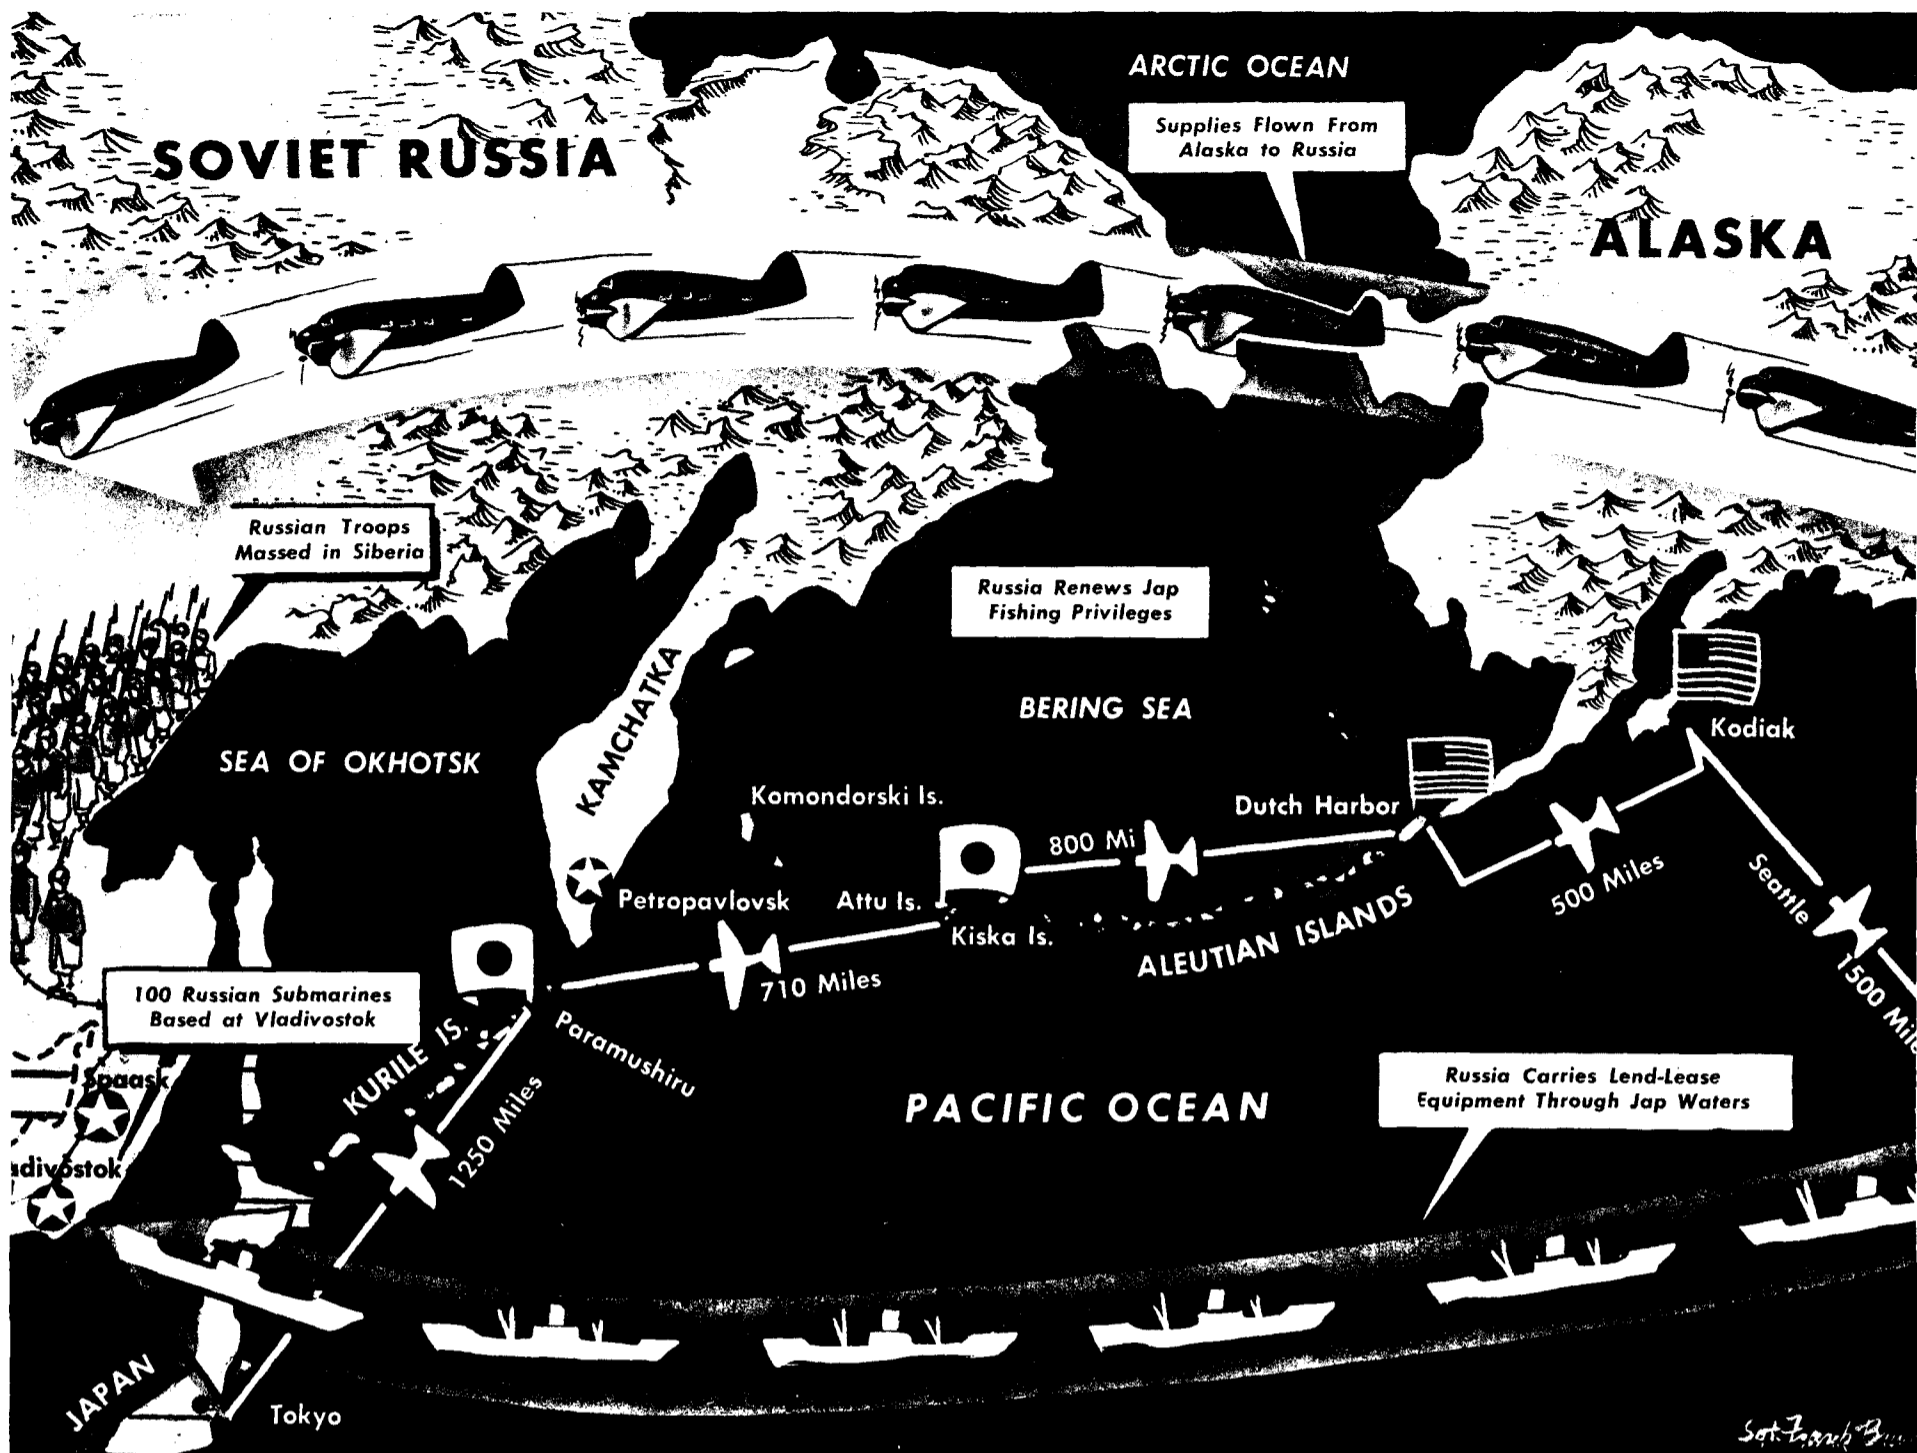 ARCTIC OCEAN
Supplies Flown From
Alaska to Russia
SOVIET RUSSIA
ALASKA
Russian Troops
Massed in Siberia
Russia Renews Jap
Fishing Privileges
KAMCHATKA
BERING SEA
Kodiak
SEA OF OKHOTSK
Komondorski Is.
Dutch Harbor
800 Mi
500 Miles
Seattle
1500 Mile
Petropavlovsk
Attu Is.
Kiska Is.
ALEUTIAN ISLANDS
710 Miles
100 Russian Submarines
Based at Vladivostok
KURILE IS.
Paramushiru
1250 Miles
Spaask
adivostok
PACIFIC OCEAN
Russia Carries Lend-Lease
Equipment Through Jap Waters
JAPAN
Tokyo
Sgt.